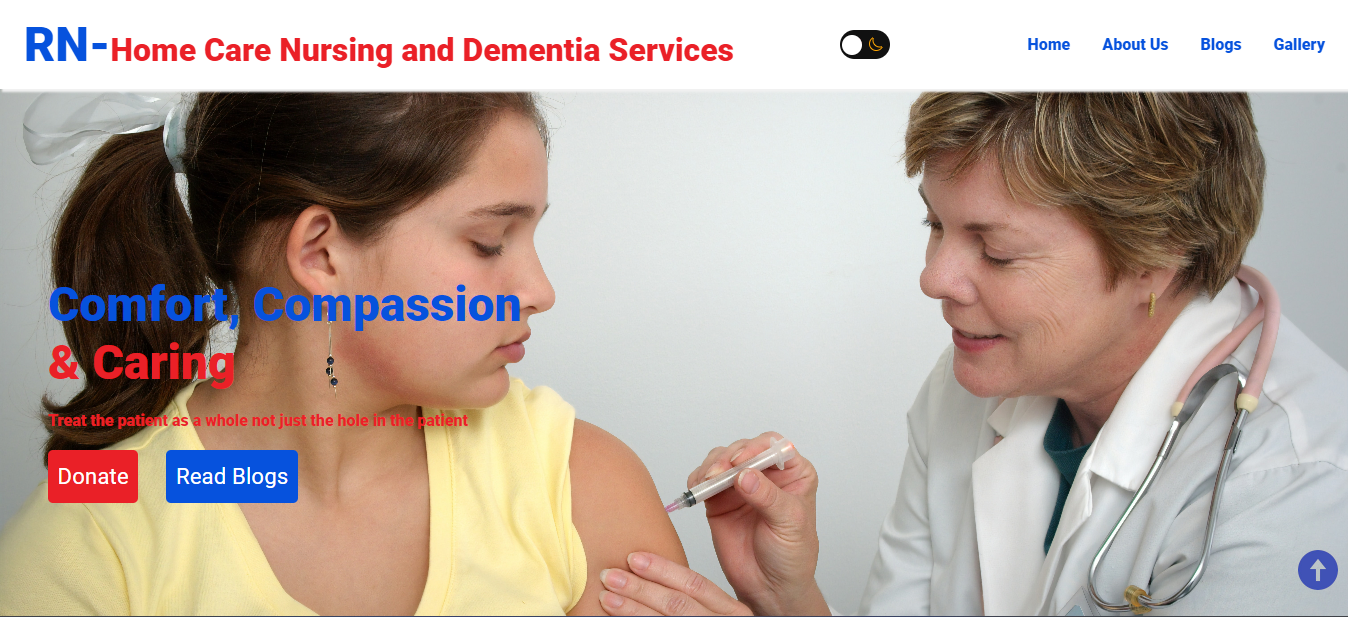 RN-Home Care Nursing and Dementia Services
Home About Us Blogs Gallery
Comfort, Compassion
& Caring
Treat the patient as a whole not just the hole in the patient
Donate Read Blogs